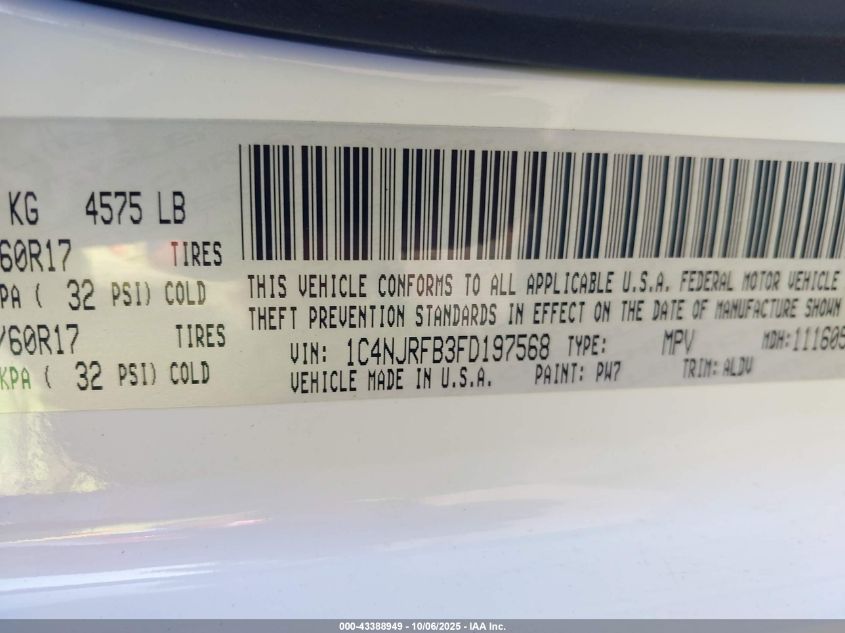 KG 4575 LB
60R17 TIRES
PA ( 32 PSI) COLD
/60R17 TIRES
KPA ( 32 PSI) COLD
THIS VEHICLE CONFORMS TO ALL APPLICABLE U.S.A. FEDERAL MOTOR VEHICLE
THEFT PREVENTION STANDARDS IN EFFECT ON THE DATE OF MANUFACTURE SHOWN
VIN: 1C4NJRFB3FD197568 TYPE: MPV MDH:111605
VEHICLE MADE IN U.S.A. PAINT: PW7 TRIM: ALDV
000-43388949 - 10/06/2025 - IAA Inc.